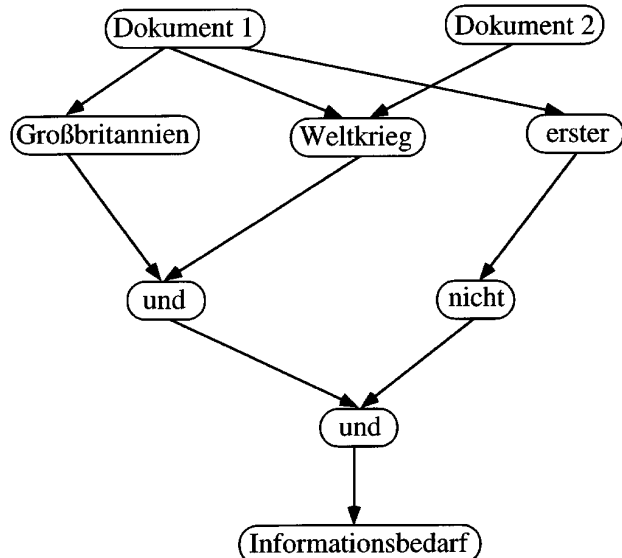 Dokument 1
Dokument 2
Großbritannien
Weltkrieg
erster
und
nicht
und
Informationsbedarf